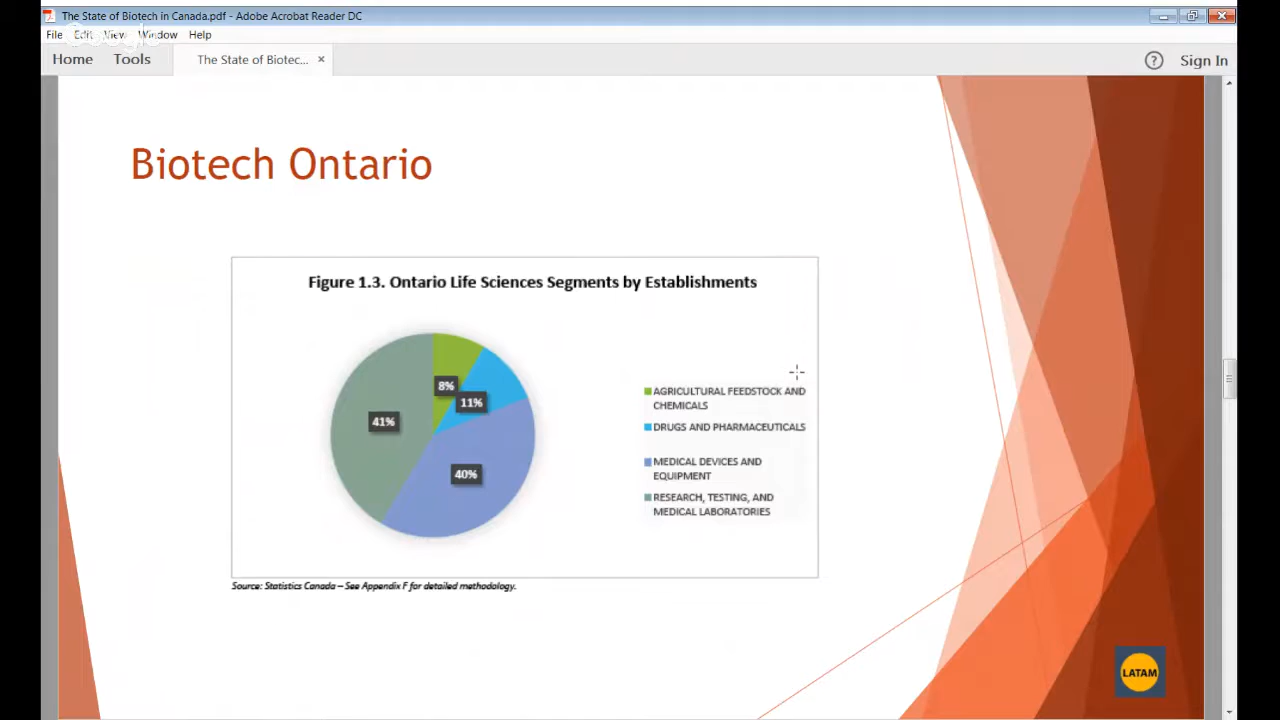 The State of Biotech in Canada.pdf - Adobe Acrobat Reader DC
File Edit View Window Help
Google
Home Tools The State of Biotec... × ? Sign In
Biotech Ontario
Figure 1.3. Ontario Life Sciences Segments by Establishments
8%
11%
41%
40%
AGRICULTURAL FEEDSTOCK AND
CHEMICALS
DRUGS AND PHARMACEUTICALS
MEDICAL DEVICES AND
EQUIPMENT
RESEARCH, TESTING, AND
MEDICAL LABORATORIES
Source: Statistics Canada – See Appendix F for detailed methodology.
LATAM